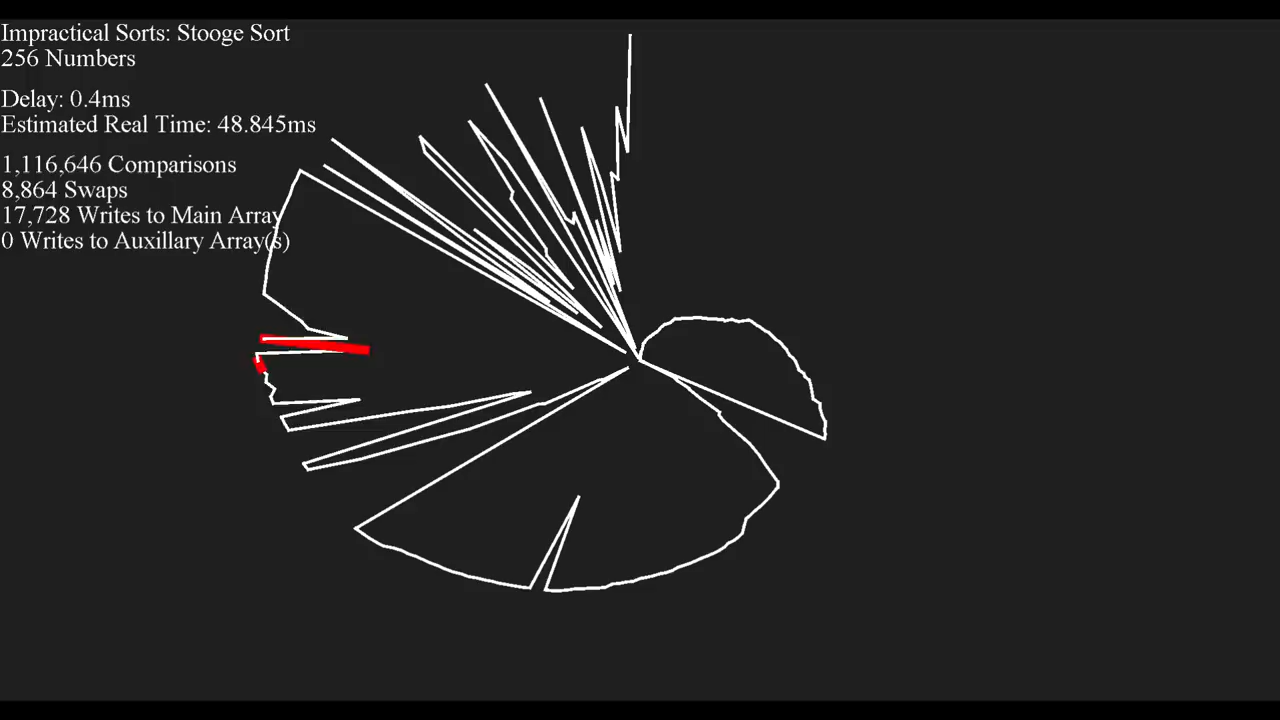 Impractical Sorts: Stooge Sort
256 Numbers
Delay: 0.4ms
Estimated Real Time: 48.845ms
1,116,646 Comparisons
8,864 Swaps
17,728 Writes to Main Array
0 Writes to Auxillary Array(s)